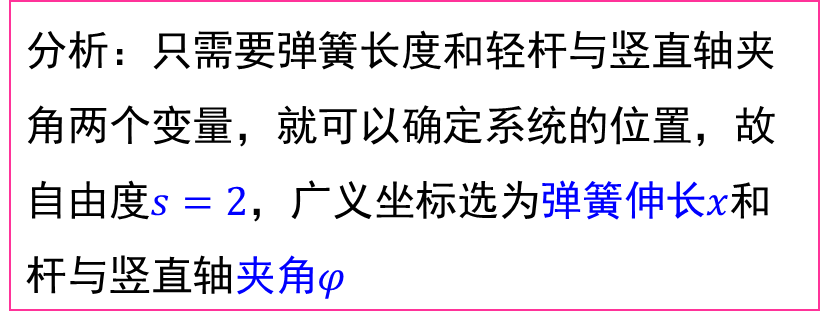 分析：只需要弹簧长度和轻杆与竖直轴夹
角两个变量，就可以确定系统的位置，故
自由度s = 2，广义坐标选为弹簧伸长x和
杆与竖直轴夹角φ